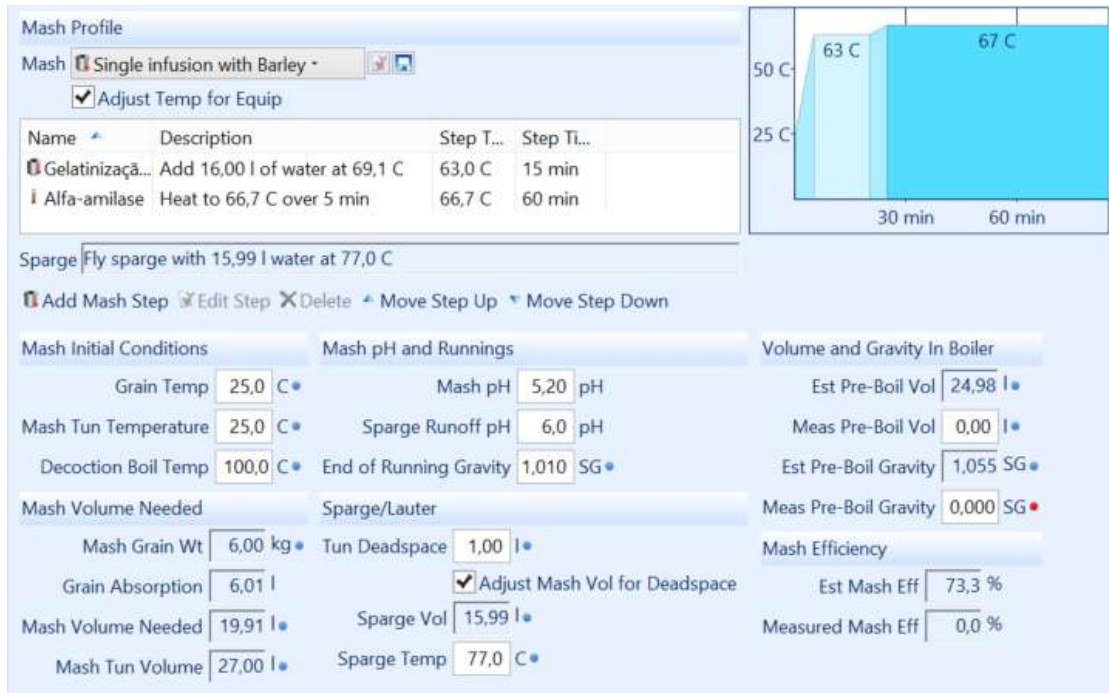 Mash Profile
Mash Single infusion with Barley
Adjust Temp for Equip
Name Description Step T... Step Ti...
Gelatinizaçã... Add 16,00 l of water at 69,1 C 63,0 C 15 min
Alfa-amilase Heat to 66,7 C over 5 min 66,7 C 60 min
50 C
25 C
63 C
67 C
30 min 60 min
Sparge Fly sparge with 15,99 l water at 77,0 C
Add Mash Step Edit Step Delete Move Step Up Move Step Down
Mash Initial Conditions
Grain Temp 25,0 C
Mash Tun Temperature 25,0 C
Decoction Boil Temp 100,0 C
Mash pH and Runnings
Mash pH 5,20 pH
Sparge Runoff pH 6,0 pH
End of Running Gravity 1,010 SG
Volume and Gravity In Boiler
Est Pre-Boil Vol 24,98 l
Meas Pre-Boil Vol 0,00 l
Est Pre-Boil Gravity 1,055 SG
Meas Pre-Boil Gravity 0,000 SG
Mash Volume Needed
Mash Grain Wt 6,00 kg
Grain Absorption 6,01 l
Mash Volume Needed 19,91 l
Mash Tun Volume 27,00 l
Sparge/Lauter
Tun Deadspace 1,00 l
Adjust Mash Vol for Deadspace
Sparge Vol 15,99 l
Sparge Temp 77,0 C
Mash Efficiency
Est Mash Eff 73,3 %
Measured Mash Eff 0,0 %